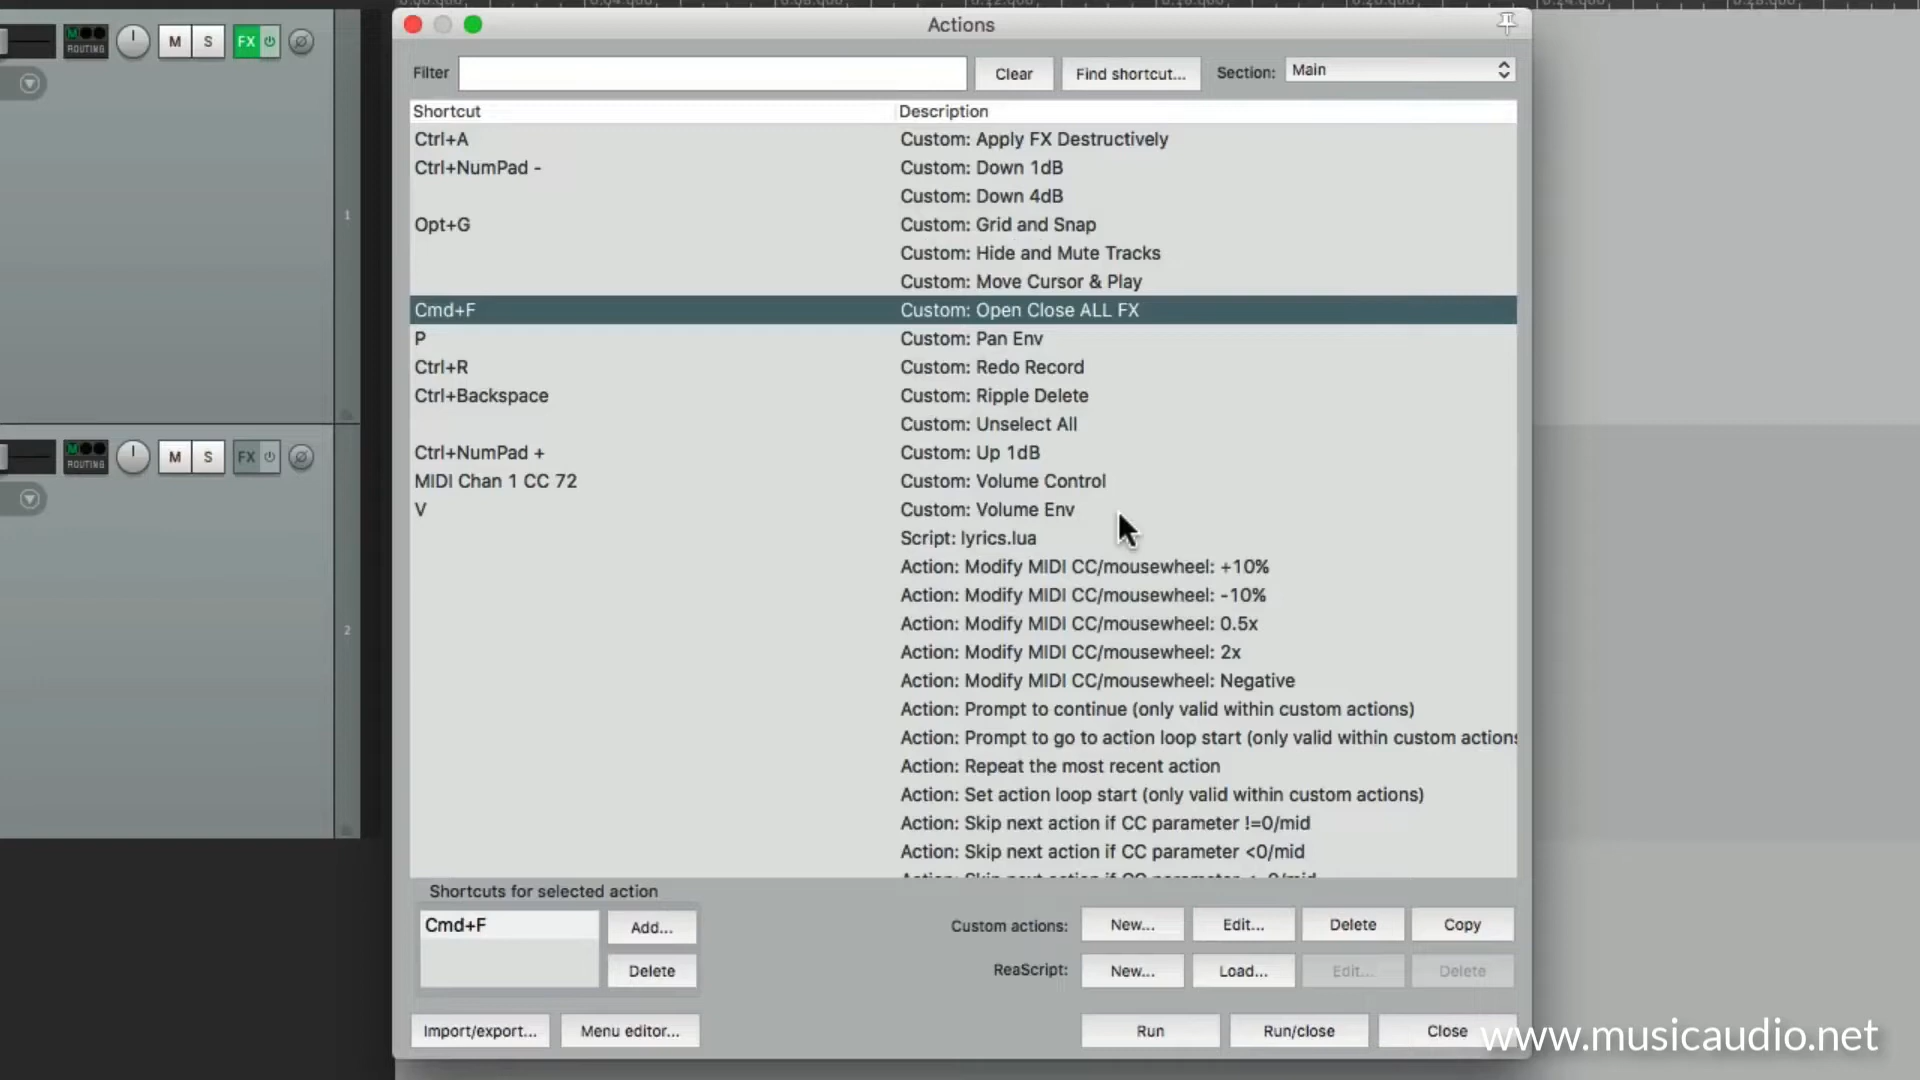 Actions
M
ROUTING
M
S
FX
Filter
Clear
Find shortcut...
Section:
Main
Shortcut
Description
Ctrl+A
Custom: Apply FX Destructively
Ctrl+NumPad -
Custom: Down 1dB
Custom: Down 4dB
1
Opt+G
Custom: Grid and Snap
Custom: Hide and Mute Tracks
Custom: Move Cursor & Play
Cmd+F
Custom: Open Close ALL FX
P
Custom: Pan Env
Ctrl+R
Custom: Redo Record
Ctrl+Backspace
Custom: Ripple Delete
Custom: Unselect All
M
ROUTING
M
S
FX
Ctrl+NumPad +
Custom: Up 1dB
MIDI Chan 1 CC 72
Custom: Volume Control
V
Custom: Volume Env
Script: lyrics.lua
Action: Modify MIDI CC/mousewheel: +10%
Action: Modify MIDI CC/mousewheel: -10%
Action: Modify MIDI CC/mousewheel: 0.5x
2
Action: Modify MIDI CC/mousewheel: 2x
Action: Modify MIDI CC/mousewheel: Negative
Action: Prompt to continue (only valid within custom actions)
Action: Prompt to go to action loop start (only valid within custom actions
Action: Repeat the most recent action
Action: Set action loop start (only valid within custom actions)
Action: Skip next action if CC parameter !=0/mid
Action: Skip next action if CC parameter <0/mid
Shortcuts for selected action
Cmd+F
Add...
Delete
Custom actions:
New...
Edit...
Delete
Copy
ReaScript:
New...
Load...
Edit...
Delete
Import/export...
Menu editor...
Run
Run/close
Close
www.musicaudio.net